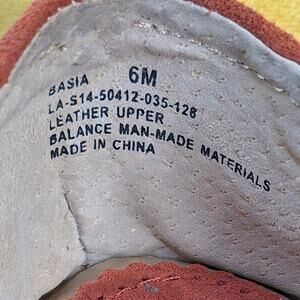 BASIA 6M
LA-S14-50412-035-128
LEATHER UPPER
BALANCE MAN-MADE MATERIALS
MADE IN CHINA